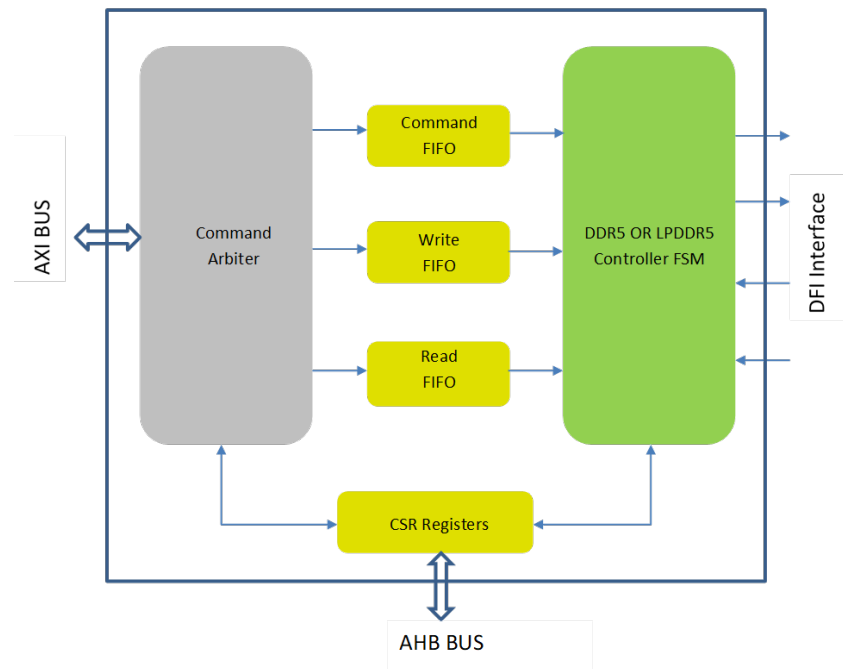 AXI BUS
Command
Arbiter
Command
FIFO
Write
FIFO
Read
FIFO
DDR5 OR LPDDR5
Controller FSM
DFI Interface
CSR Registers
AHB BUS